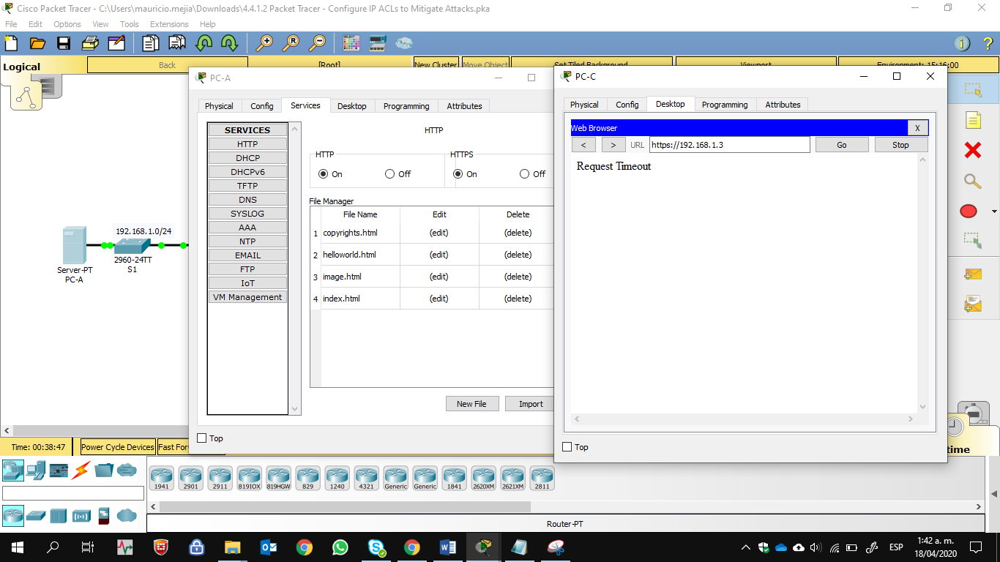 Cisco Packet Tracer - C:\Users\mauricio.mejia\Downloads\4.4.1.2 Packet Tracer - Configure IP ACLs to Mitigate Attacks.pka
File Edit Options View Tools Extensions Help
Logical Back [Root] New Cluster Move Object Set Tiled Background Viewport Environment: 15:16:00
PC-A
Physical Config Services Desktop Programming Attributes
SERVICES
HTTP
DHCP
DHCPv6
TFTP
DNS
SYSLOG
AAA
NTP
EMAIL
FTP
IoT
VM Management
HTTP
HTTP
On Off
HTTPS
On Off
File Manager
File Name Edit Delete
1 copyrights.html (edit) (delete)
2 helloworld.html (edit) (delete)
3 image.html (edit) (delete)
4 index.html (edit) (delete)
New File Import
Top
PC-C
Physical Config Desktop Programming Attributes
Web Browser X
< > URL https://192.168.1.3 Go Stop
Request Timeout
Top
192.168.1.0/24
Server-PT
PC-A
2960-24TT
S1
Time: 00:38:47 Power Cycle Devices Fast For
time
1941 2901 2911 819IOX 819HGW 829 1240 4321 Generic Generic 1841 2620XM 2621XM 2811
Router-PT
ESP
1:42 a. m.
18/04/2020